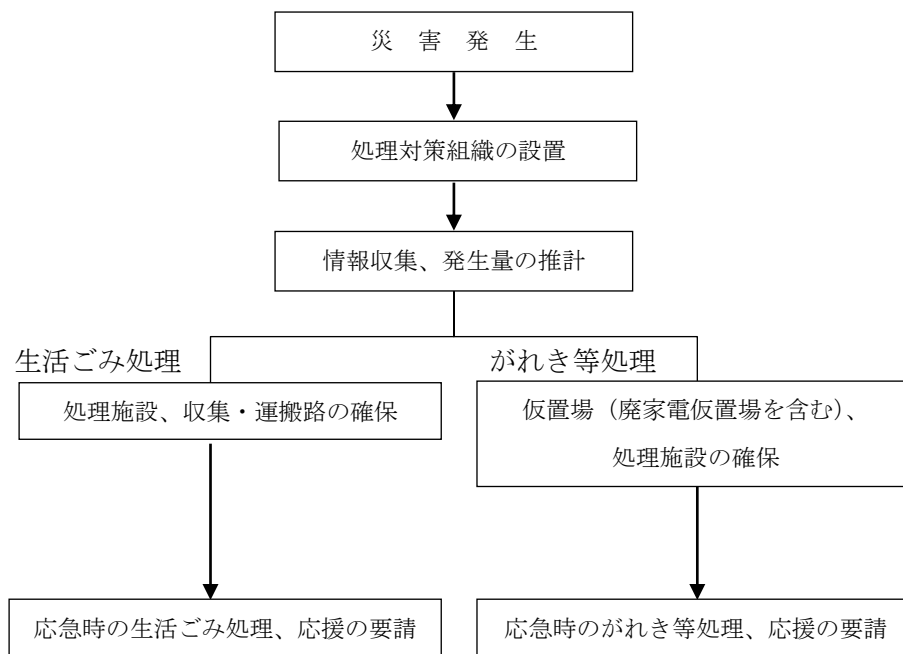 災　害　発　生
処理対策組織の設置
情報収集、発生量の推計
生活ごみ処理
処理施設、収集・運搬路の確保
応急時の生活ごみ処理、応援の要請
がれき等処理
仮置場（廃家電仮置場を含む）、
処理施設の確保
応急時のがれき等処理、応援の要請